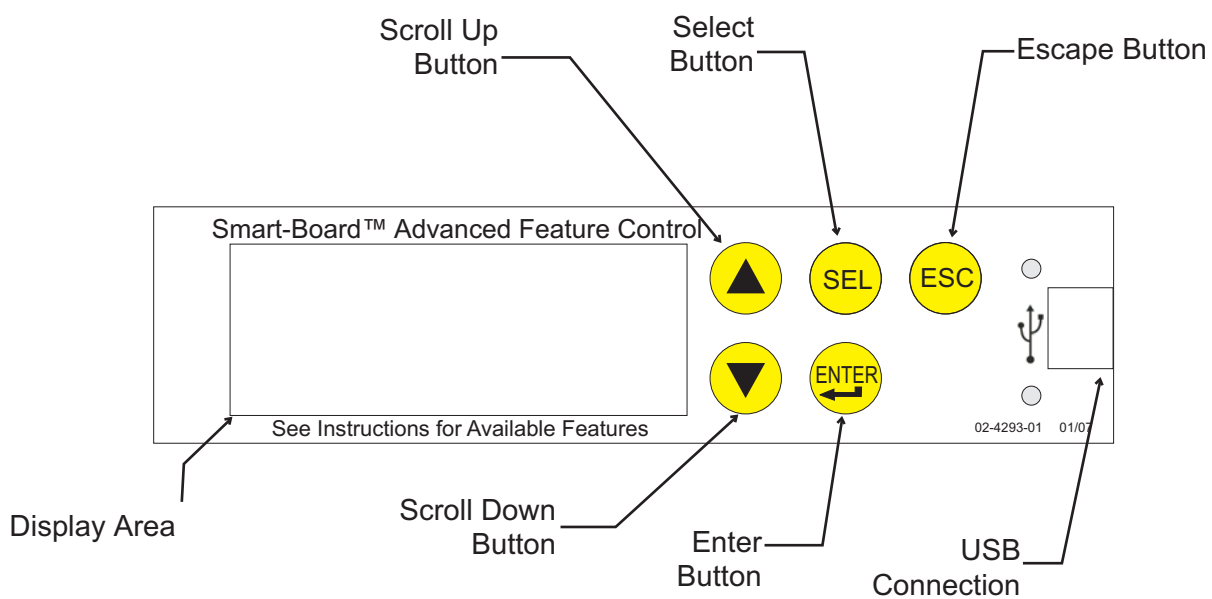 Scroll Up
Button
Select
Button
Escape Button
Smart-Board™ Advanced Feature Control
SEL
ESC
ENTER
See Instructions for Available Features
02-4293-01 01/07
Display Area
Scroll Down
Button
Enter
Button
USB
Connection